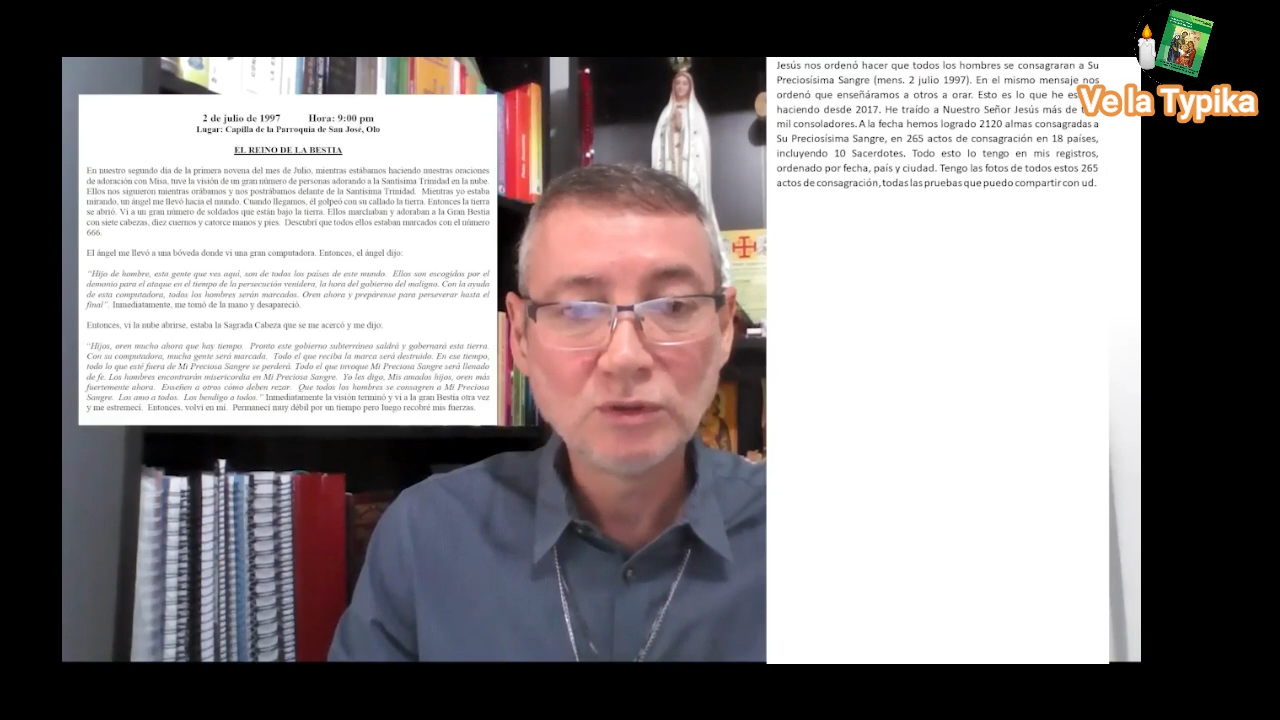 2 de julio de 1997 Hora: 9:00 pm
Lugar: Capilla de la Parroquia de San José, Olo
EL REINO DE LA BESTIA
En nuestro segundo día de la primera novena del mes de Julio, mientras estábamos haciendo nuestras oraciones
de adoración con Misa, tuve la visión de un gran número de personas adorando a la Santísima Trinidad en la nube.
Ellos nos siguieron mientras orábamos y nos postrábamos delante de la Santísima Trinidad. Mientras yo estaba
mirando, un ángel me llevó hacia el mundo. Cuando llegamos, él golpeó con su callado la tierra. Entonces la tierra
se abrió. Vi a un gran número de soldados que están bajo la tierra. Ellos marchaban y adoraban a la Gran Bestia
con siete cabezas, diez cuernos y catorce manos y pies. Descubrí que todos ellos estaban marcados con el número
666.
El ángel me llevó a una bóveda donde vi una gran computadora. Entonces, el ángel dijo:
"Hijo de hombre, esta gente que ves aquí, son de todos los países de este mundo. Ellos son escogidos por el
demonio para el ataque en el tiempo de la persecución venidera, la hora del gobierno del maligno. Con la ayuda
de esta computadora, todos los hombres serán marcados. Oren ahora y prepárense para perseverar hasta el
final". Inmediatamente, me tomó de la mano y desapareció.
Entonces, vi la nube abrirse, estaba la Sagrada Cabeza que se me acercó y me dijo:
"Hijos, oren mucho ahora que hay tiempo. Pronto este gobierno subterráneo saldrá y gobernará esta tierra.
Con su computadora, mucha gente será marcada. Todo el que reciba la marca será destruido. En ese tiempo,
todo lo que esté fuera de Mi Preciosa Sangre se perderá. Todo el que invoque Mi Preciosa Sangre será llenado
de fe. Los hombres encontrarán misericordia en Mi Preciosa Sangre. Yo les digo, Mis amados hijos, oren más
fuertemente ahora. Enseñen a otros cómo deben rezar. Que todos los hombres se consagren a Mi Preciosa
Sangre. Los amo a todos. Los bendigo a todos." Inmediatamente la visión terminó y vi a la gran Bestia otra vez
y me estremecí. Entonces, volví en mi. Permanecí muy débil por un tiempo pero luego recobré mis fuerzas.
Jesús nos ordenó hacer que todos los hombres se consagraran a Su
Preciosísima Sangre (mens. 2 julio 1997). En el mismo mensaje nos
ordenó que enseñáramos a otros a orar. Esto es lo que he
haciendo desde 2017. He traído a Nuestro Señor Jesús más de
mil consoladores. A la fecha hemos logrado 2120 almas consagradas a
Su Preciosísima Sangre, en 265 actos de consagración en 18 países,
incluyendo 10 Sacerdotes. Todo esto lo tengo en mis registros,
ordenado por fecha, país y ciudad. Tengo las fotos de todos estos 265
actos de consagración, todas las pruebas que puedo compartir con ud.
Ve la Typika